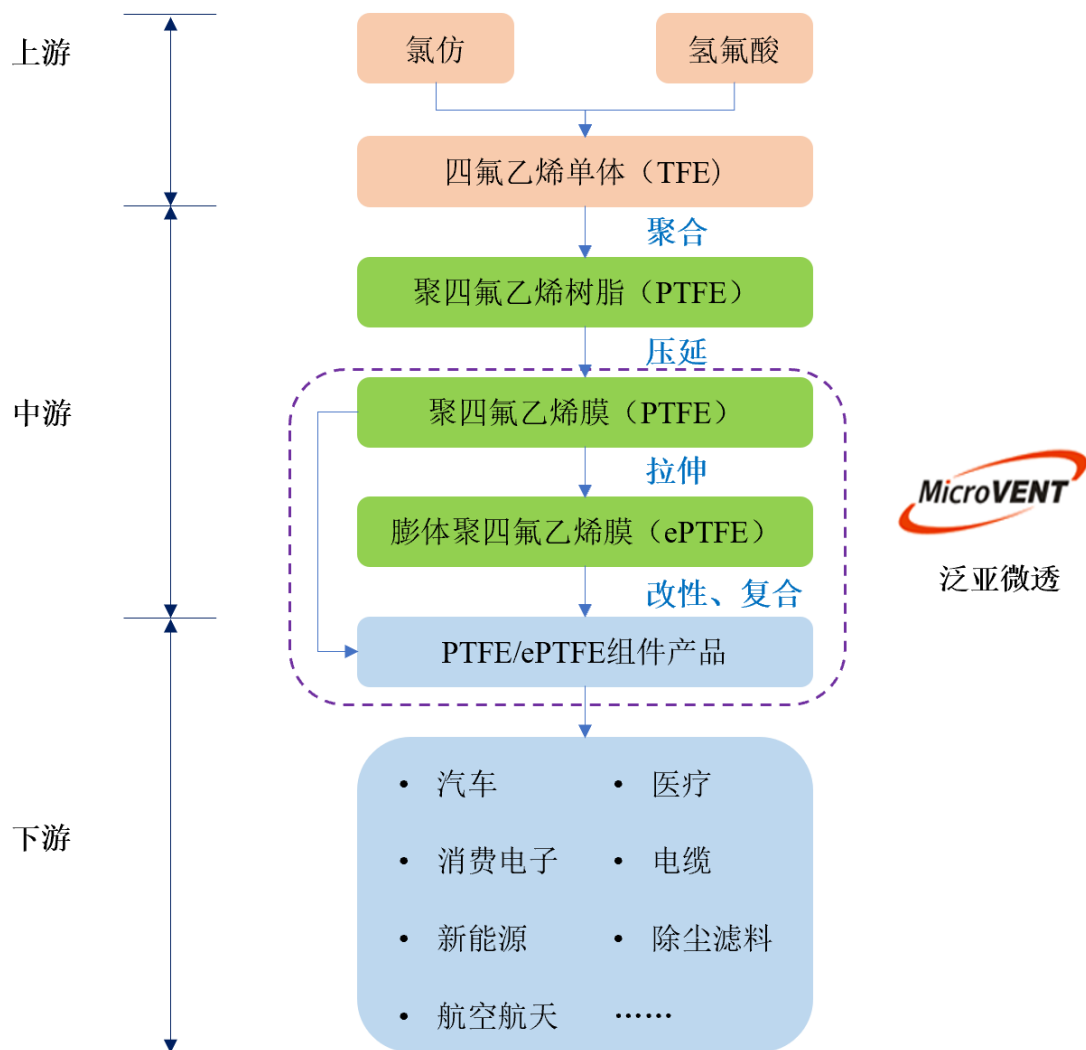 上游
氯仿
氢氟酸
四氟乙烯单体（TFE)
聚合
聚四氟乙烯树脂（PTFE）
压延
中游
聚四氟乙烯膜（PTFE）
拉伸
MicroVENT
膨体聚四氟乙烯膜（ePTFE）
泛亚微透
改性、复合
PTFE/ePTFE组件产品
下游
• 汽车
• 医疗
• 消费电子
• 电缆
• 新能源
• 除尘滤料
• 航空航天
……